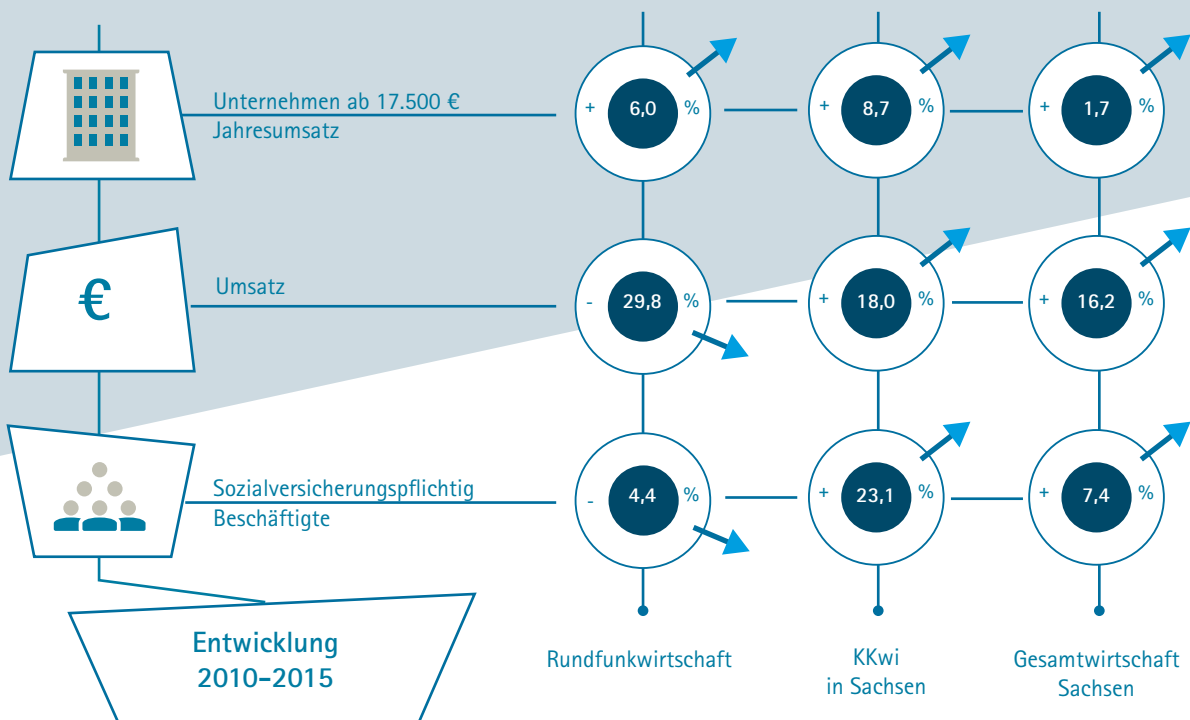 Unternehmen ab 17.500 €
Jahresumsatz
+ 6,0 %
+ 8,7 %
+ 1,7 %
€
Umsatz
- 29,8 %
+ 18,0 %
+ 16,2 %
Sozialversicherungspflichtig
Beschäftigte
- 4,4 %
+ 23,1 %
+ 7,4 %
Entwicklung
2010–2015
Rundfunkwirtschaft
KKwi
in Sachsen
Gesamtwirtschaft
Sachsen